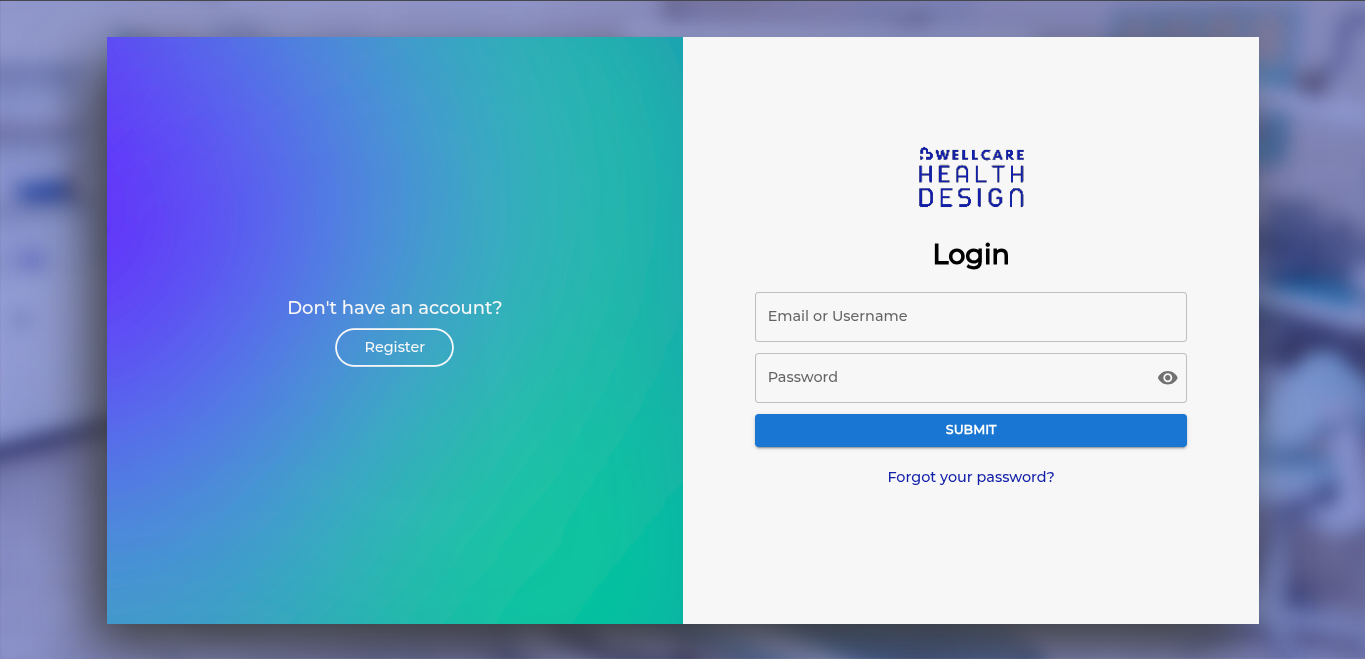 Don't have an account?
Register
WELLCARE
HEALTH
DESIGN
Login
Email or Username
Password
SUBMIT
Forgot your password?